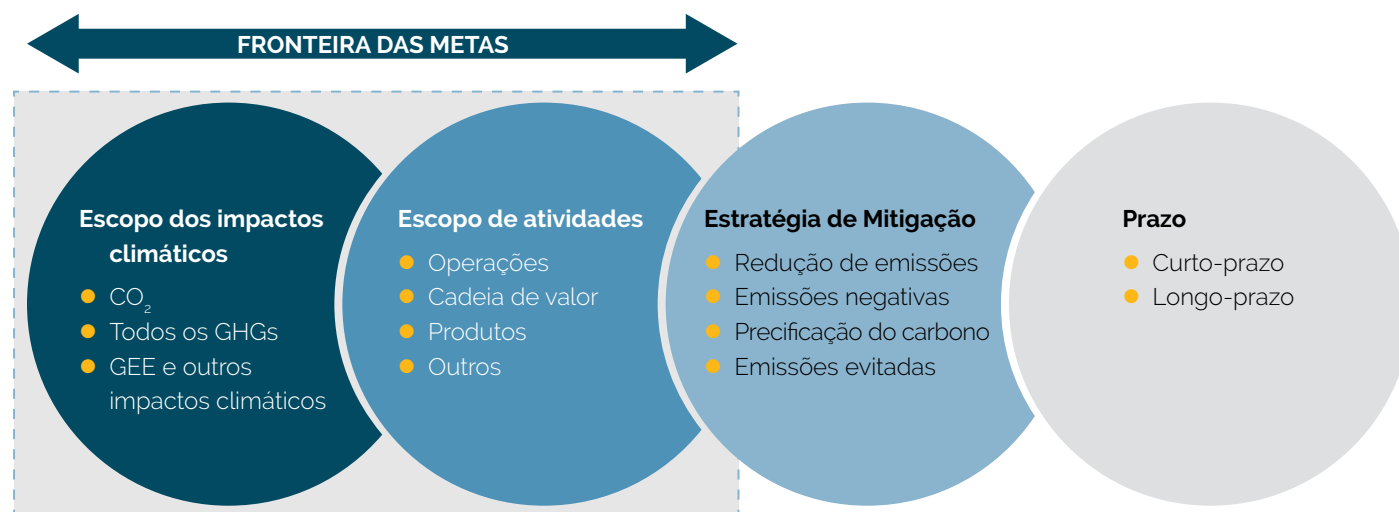 FRONTEIRA DAS METAS
Escopo dos impactos
climáticos
CO₂
Todos os GHGs
GEE e outros
impactos climáticos
Escopo de atividades
Operações
Cadeia de valor
Produtos
Outros
Estratégia de Mitigação
Redução de emissões
Emissões negativas
Precificação do carbono
Emissões evitadas
Prazo
Curto-prazo
Longo-prazo